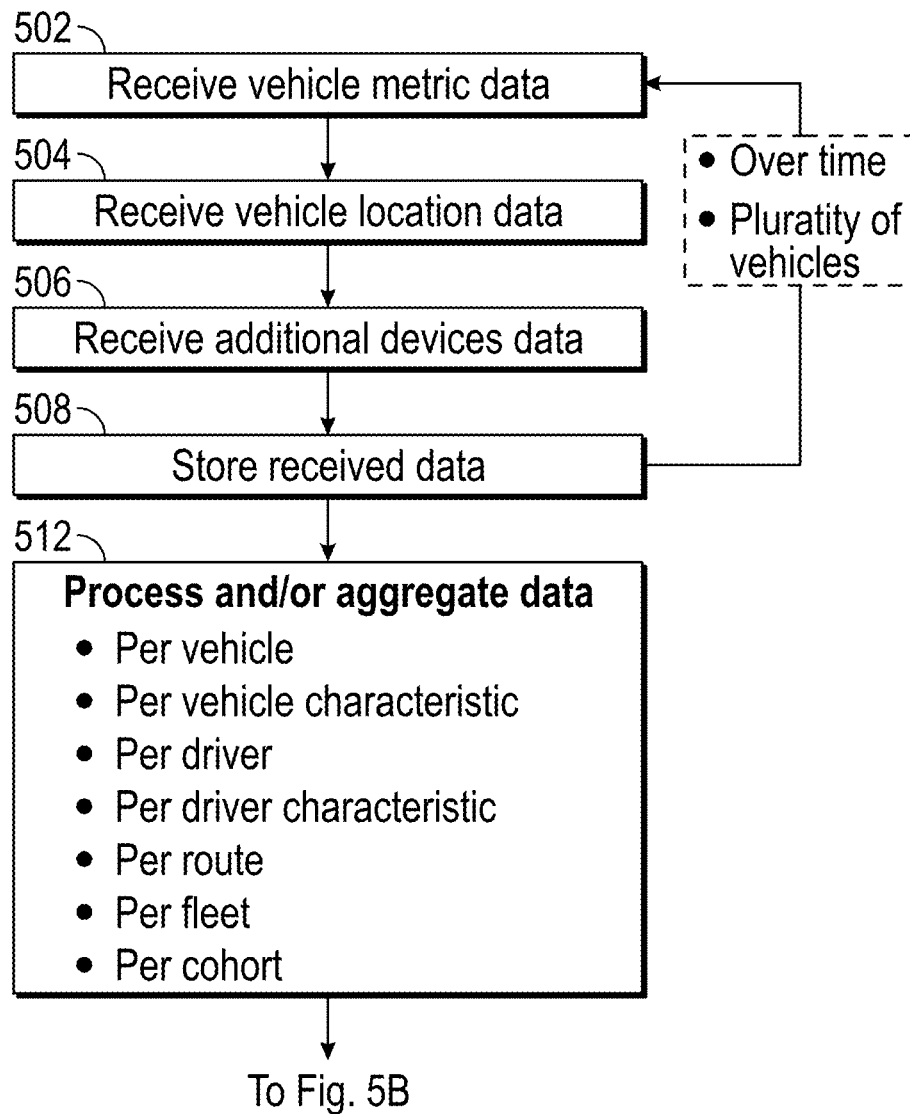 502
Receive vehicle metric data
504
Receive vehicle location data
• Over time
• Pluratity of
vehicles
506
Receive additional devices data
508
Store received data
512
Process and/or aggregate data
• Per vehicle
• Per vehicle characteristic
• Per driver
• Per driver characteristic
• Per route
• Per fleet
• Per cohort
To Fig. 5B